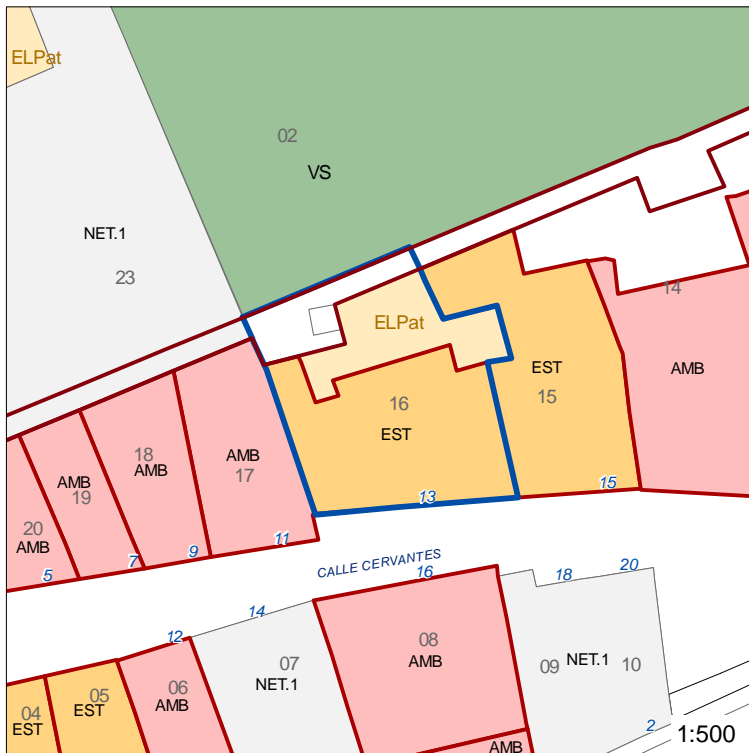 ELPat
02
VS
NET.1
23
14
ELPat
EST
15
AMB
16
EST
18
AMB
AMB
17
AMB
19
20
AMB
13
15
11
9
7
5
CALLE CERVANTES
16
18
20
14
12
08
AMB
07
NET.1
09
NET.1
10
06
AMB
05
EST
04
EST
2
1:500
AMB